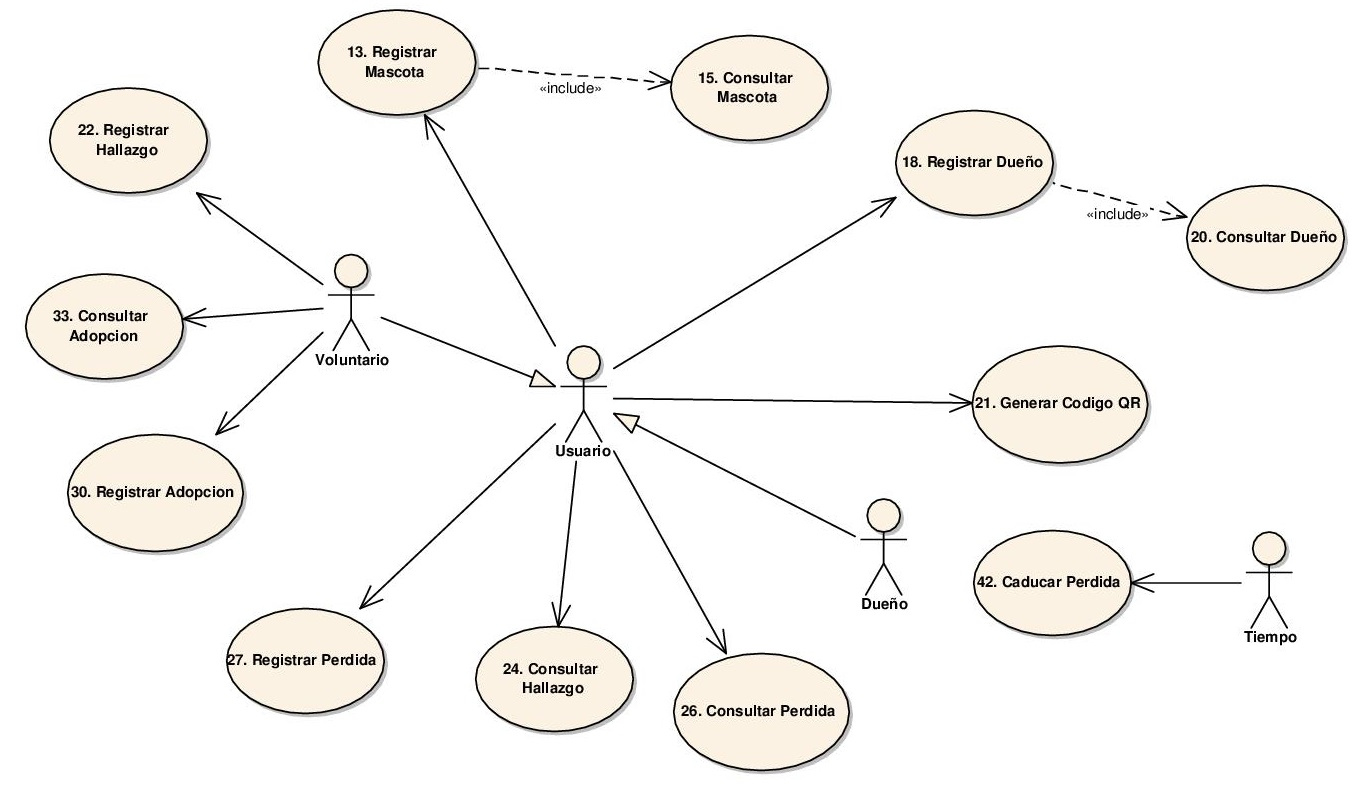 13. Registrar
Mascota
«include»
15. Consultar
Mascota
22. Registrar
Hallazgo
18. Registrar Dueño
«include»
20. Consultar Dueño
33. Consultar
Adopcion
Voluntario
Usuario
21. Generar Codigo QR
30. Registrar Adopcion
Dueño
42. Caducar Perdida
Tiempo
27. Registrar Perdida
24. Consultar
Hallazgo
26. Consultar Perdida